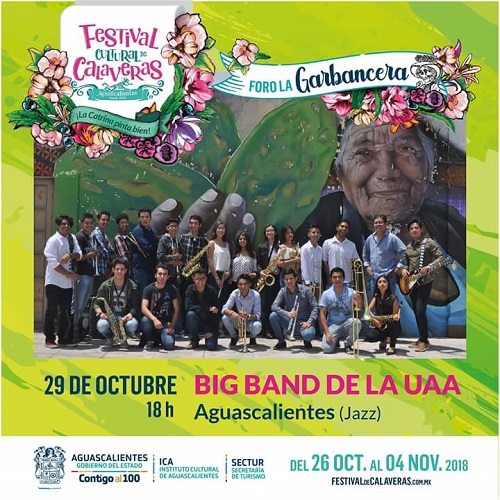 FESTIVAL
CULTURAL DE
CALAVERAS
Aguascalientes
¡La Catrina pinta bien!
FORO LA Garbancera
29 DE OCTUBRE
18 h
BIG BAND DE LA UAA
Aguascalientes (Jazz)
AGUASCALIENTES
GOBIERNO DEL ESTADO
Contigo al 100
ICA
INSTITUTO CULTURAL
DE AGUASCALIENTES
SECTUR
SECRETARÍA
DE TURISMO
DEL 26 OCT. AL 04 NOV. 2018
FESTIVALDECALAVERAS.COM.MX